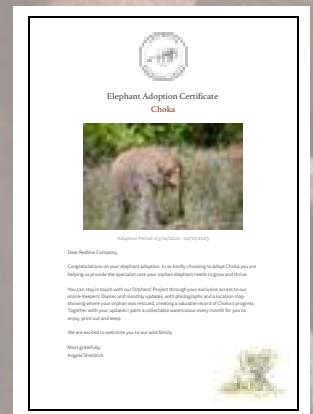 Elephant Adoption Certificate
Choka
Adoption Period:
Dear Redline Company,
Congratulations on your elephant adoption. In so kindly choosing to adopt Choka you are
helping us provide the specialist care your orphan elephant needs to grow and thrive.
You can stay in touch with our Orphans' Project through your exclusive access to our
online Keepers' Diaries and monthly updates, with photographs and a location map
showing where your orphan was rescued, creating a valuable record of Choka's progress.
Together with your updates I paint a collectable watercolour every month for you to
enjoy, print out and keep.
We are excited to welcome you to our wild family.
Most gratefully,
Angela Sheldrick